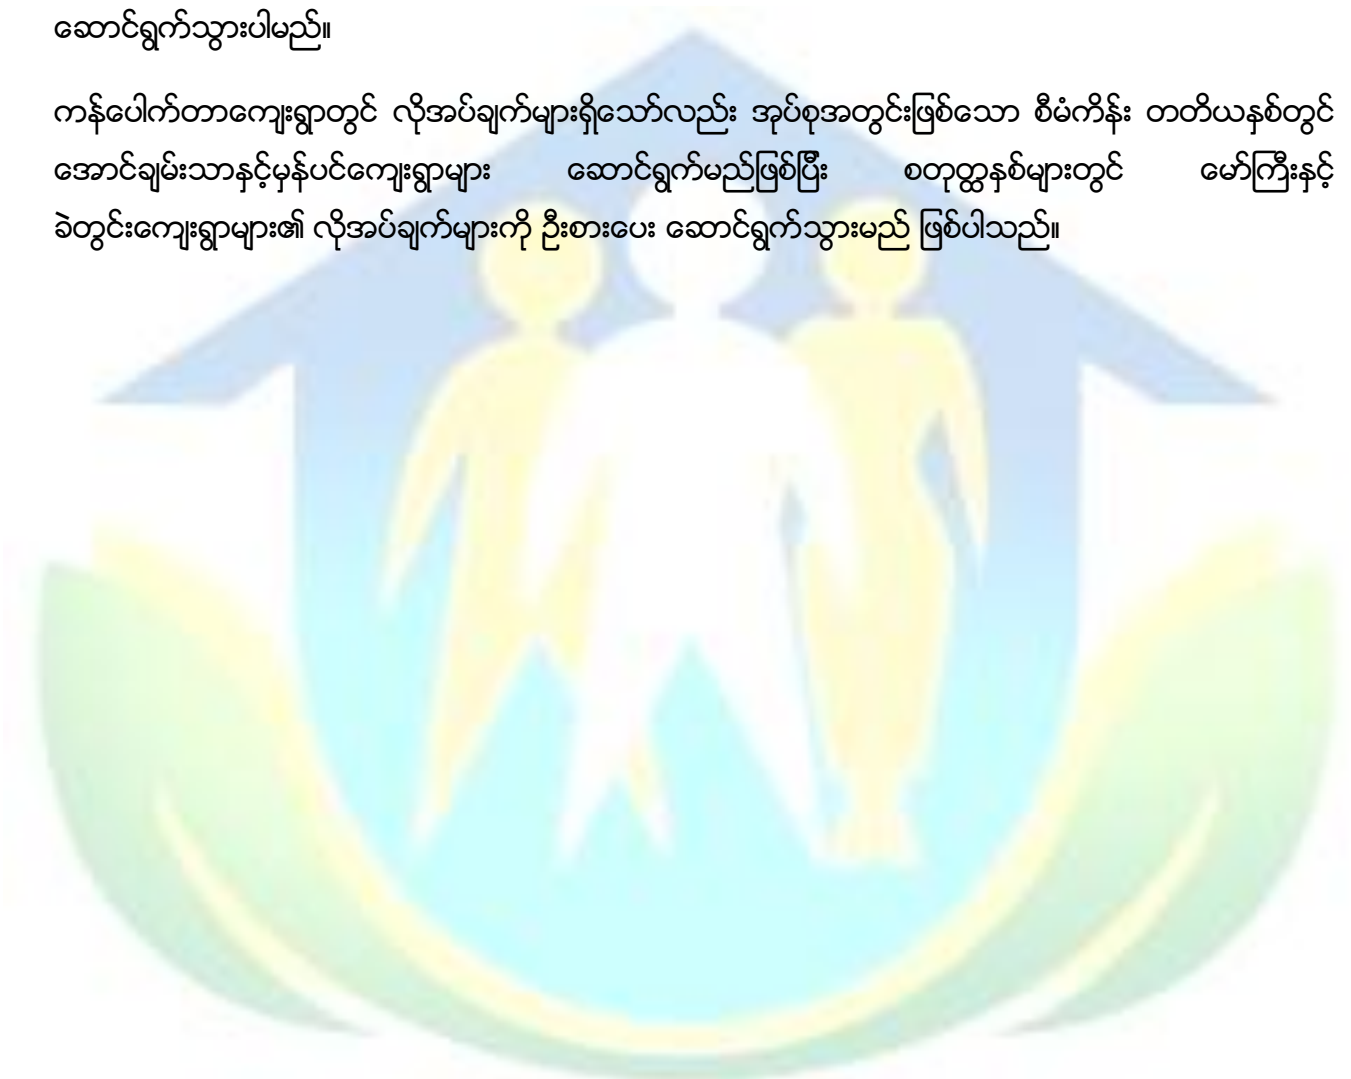 ဆောင်ရွက်သွားပါမည်။
ကန်ပေါက်တာကျေးရွာတွင် လိုအပ်ချက်များရှိသော်လည်း အုပ်စုအတွင်းဖြစ်သော စီမံကိန်း တတိယနှစ်တွင်
အောင်ချမ်းသာနှင့်မှန်ပင်ကျေးရွာများ ဆောင်ရွက်မည်ဖြစ်ပြီး စတုတ္ထနှစ်များတွင် မော်ကြီးနှင့်
ခဲတွင်းကျေးရွာများ၏ လိုအပ်ချက်များကို ဦးစားပေး ဆောင်ရွက်သွားမည် ဖြစ်ပါသည်။